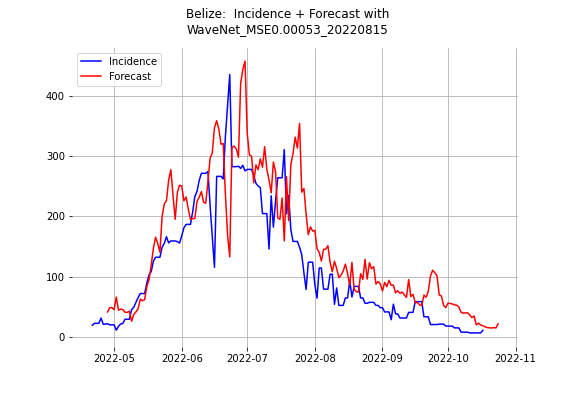 Belize:  Incidence + Forecast with
WaveNet_MSE0.00053_20220815
Incidence
Forecast
400
300
200
100
0
2022-05 2022-06 2022-07 2022-08 2022-09 2022-10 2022-11